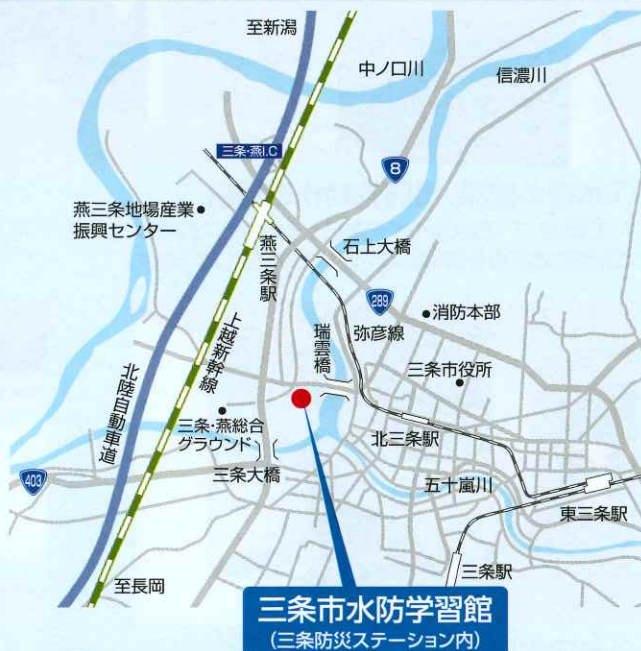 至新潟
中ノ口川
信濃川
三条・燕I.C
8
燕三条地場産業
振興センター
燕三条駅
石上大橋
289
消防本部
上越新幹線
瑞雲橋
弥彦線
三条市役所
北陸自動車道
三条・燕総合
グラウンド
北三条駅
403
三条大橋
五十嵐川
東三条駅
三条駅
至長岡
三条市水防学習館
(三条防災ステーション内)